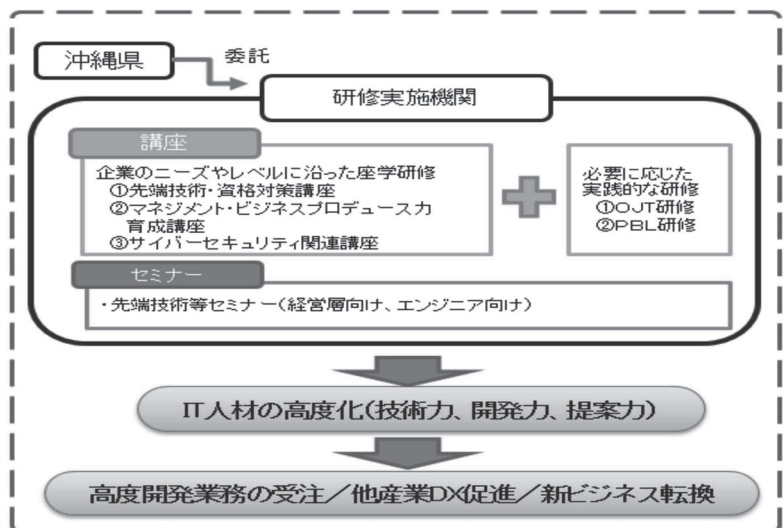 沖縄県
委託
研修実施機関
講座
企業のニーズやレベルに沿った座学研修
①先端技術・資格対策講座
②マネジメント・ビジネスプロデュース力
育成講座
③サイバーセキュリティ関連講座
必要に応じた
実践的な研修
①OJT研修
②PBL研修
セミナー
・先端技術等セミナー(経営層向け、エンジニア向け)
IT人材の高度化(技術力、開発力、提案力)
高度開発業務の受注/他産業DX促進/新ビジネス転換